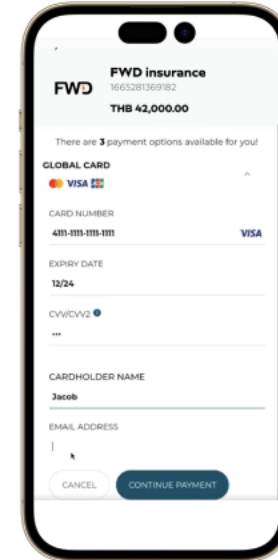 FWD
FWD insurance
1665281369182
THB 42,000.00
There are 3 payment options available for you!
GLOBAL CARD
VISA JCB
CARD NUMBER
4111-1111-1111-1111 VISA
EXPIRY DATE
12/24
CVV/CVV2
•••
CARDHOLDER NAME
Jacob
EMAIL ADDRESS
CANCEL CONTINUE PAYMENT